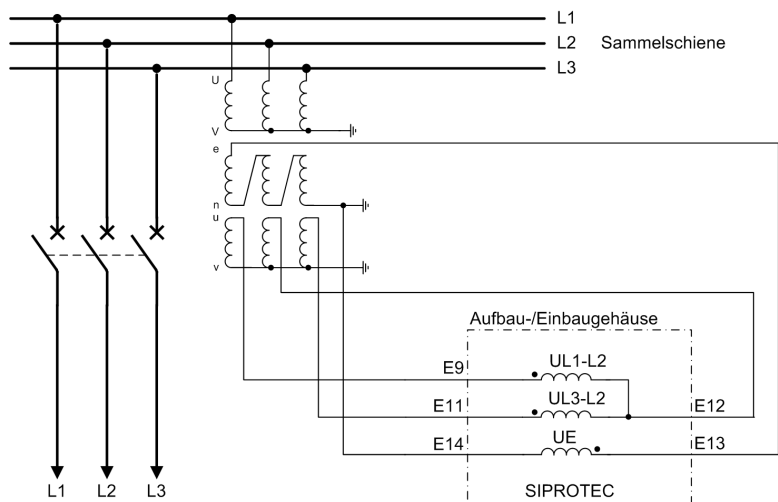 L1
L2 Sammelschiene
L3
U
V
e
n
u
v
Aufbau-/Einbaugehäuse
UL1-L2
E9
UL3-L2
E11
E12
UE
E14
E13
L1 L2 L3
SIPROTEC